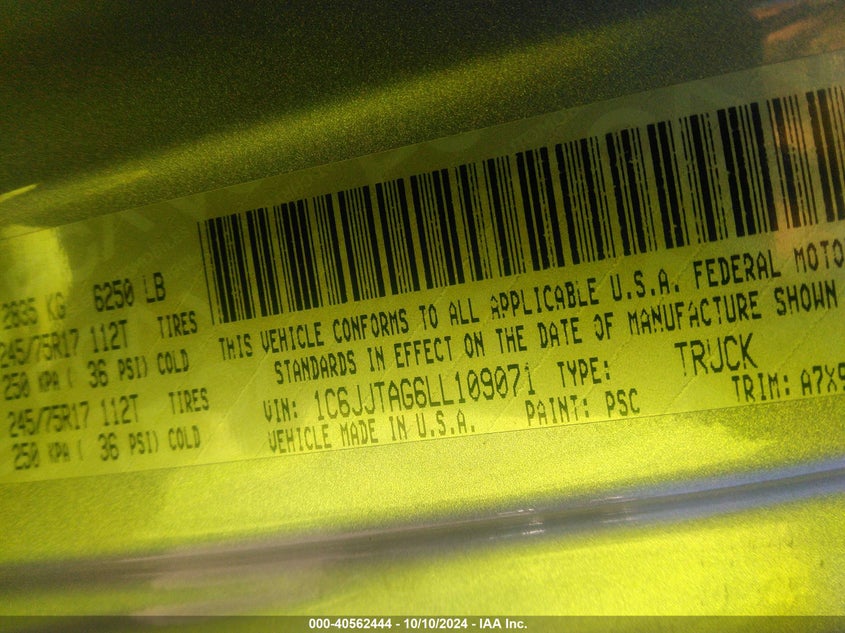 2835 KG 6250 LB
245/75R17 112T TIRES
250 KPA ( 36 PSI) COLD
245/75R17 112T TIRES
250 KPA ( 36 PSI) COLD
THIS VEHICLE CONFORMS TO ALL APPLICABLE U.S.A. FEDERAL MOTO
STANDARDS IN EFFECT ON THE DATE OF MANUFACTURE SHOWN
VIN: 1C6JJTAG6LL109071 TYPE: TRUCK
VEHICLE MADE IN U.S.A. PAINT: PSC TRIM: A7X9
000-40562444 - 10/10/2024 - IAA Inc.